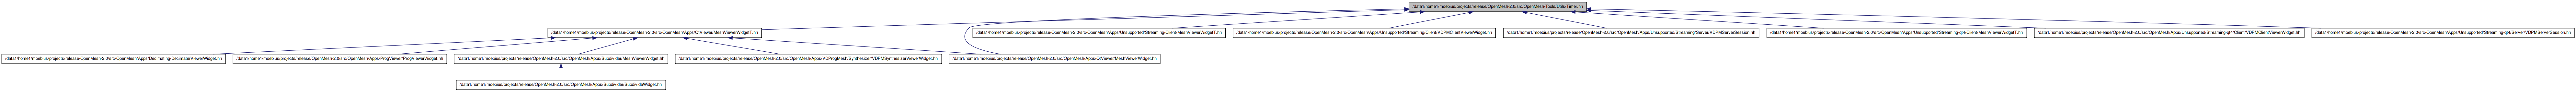 /data1/home1/moebius/projects/release/OpenMesh-2.0/src/OpenMesh/Tools/Utils/Timer.hh
/data1/home1/moebius/projects/release/OpenMesh-2.0/src/OpenMesh/Apps/QtViewer/MeshViewerWidgetT.hh
/data1/home1/moebius/projects/release/OpenMesh-2.0/src/OpenMesh/Apps/Unsupported/Streaming/Client/MeshViewerWidgetT.hh
/data1/home1/moebius/projects/release/OpenMesh-2.0/src/OpenMesh/Apps/Unsupported/Streaming/Client/VDPMClientViewerWidget.hh
/data1/home1/moebius/projects/release/OpenMesh-2.0/src/OpenMesh/Apps/Unsupported/Streaming/Server/VDPMServerSession.hh
/data1/home1/moebius/projects/release/OpenMesh-2.0/src/OpenMesh/Apps/Unsupported/Streaming-qt4/Client/MeshViewerWidgetT.hh
/data1/home1/moebius/projects/release/OpenMesh-2.0/src/OpenMesh/Apps/Unsupported/Streaming-qt4/Client/VDPMClientViewerWidget.hh
/data1/home1/moebius/projects/release/OpenMesh-2.0/src/OpenMesh/Apps/Unsupported/Streaming-qt4/Server/VDPMServerSession.hh
/data1/home1/moebius/projects/release/OpenMesh-2.0/src/OpenMesh/Apps/Decimating/DecimaterViewerWidget.hh
/data1/home1/moebius/projects/release/OpenMesh-2.0/src/OpenMesh/Apps/ProgViewer/ProgViewerWidget.hh
/data1/home1/moebius/projects/release/OpenMesh-2.0/src/OpenMesh/Apps/Subdivider/MeshViewerWidget.hh
/data1/home1/moebius/projects/release/OpenMesh-2.0/src/OpenMesh/Apps/VDProgMesh/Synthesizer/VDPMSynthesizerViewerWidget.hh
/data1/home1/moebius/projects/release/OpenMesh-2.0/src/OpenMesh/Apps/QtViewer/MeshViewerWidget.hh
/data1/home1/moebius/projects/release/OpenMesh-2.0/src/OpenMesh/Apps/Subdivider/SubdivideWidget.hh